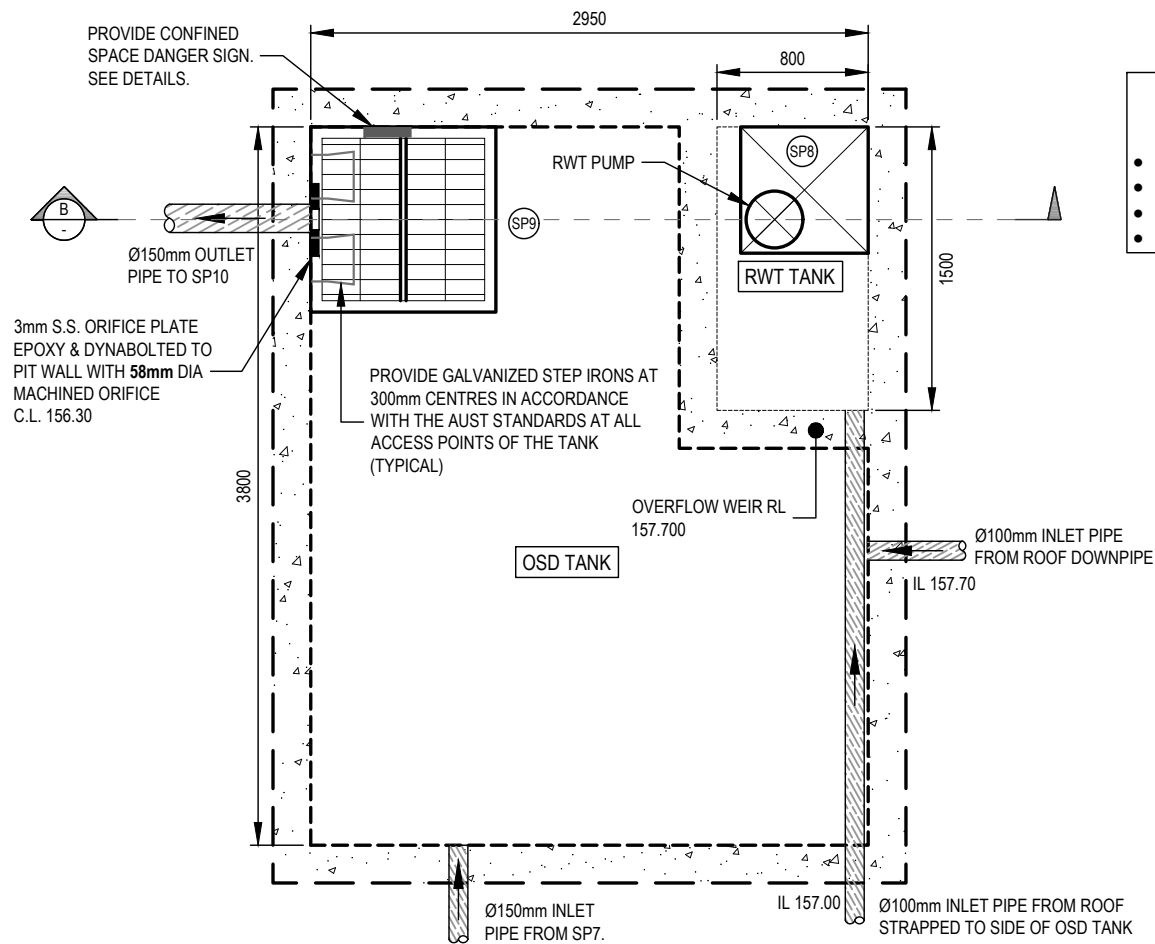 2950
PROVIDE CONFINED
SPACE DANGER SIGN.
SEE DETAILS.
800
SP8
RWT PUMP
B
-
SP9
Ø150mm OUTLET
PIPE TO SP10
RWT TANK
1500
3mm S.S. ORIFICE PLATE
EPOXY & DYNABOLTED TO
PIT WALL WITH 58mm DIA
MACHINED ORIFICE
C.L. 156.30
PROVIDE GALVANIZED STEP IRONS AT
300mm CENTRES IN ACCORDANCE
WITH THE AUST STANDARDS AT ALL
ACCESS POINTS OF THE TANK
(TYPICAL)
3800
OVERFLOW WEIR RL
157.700
Ø100mm INLET PIPE
FROM ROOF DOWNPIPE
OSD TANK
IL 157.70
Ø150mm INLET
PIPE FROM SP7.
IL 157.00
Ø100mm INLET PIPE FROM ROOF
STRAPPED TO SIDE OF OSD TANK